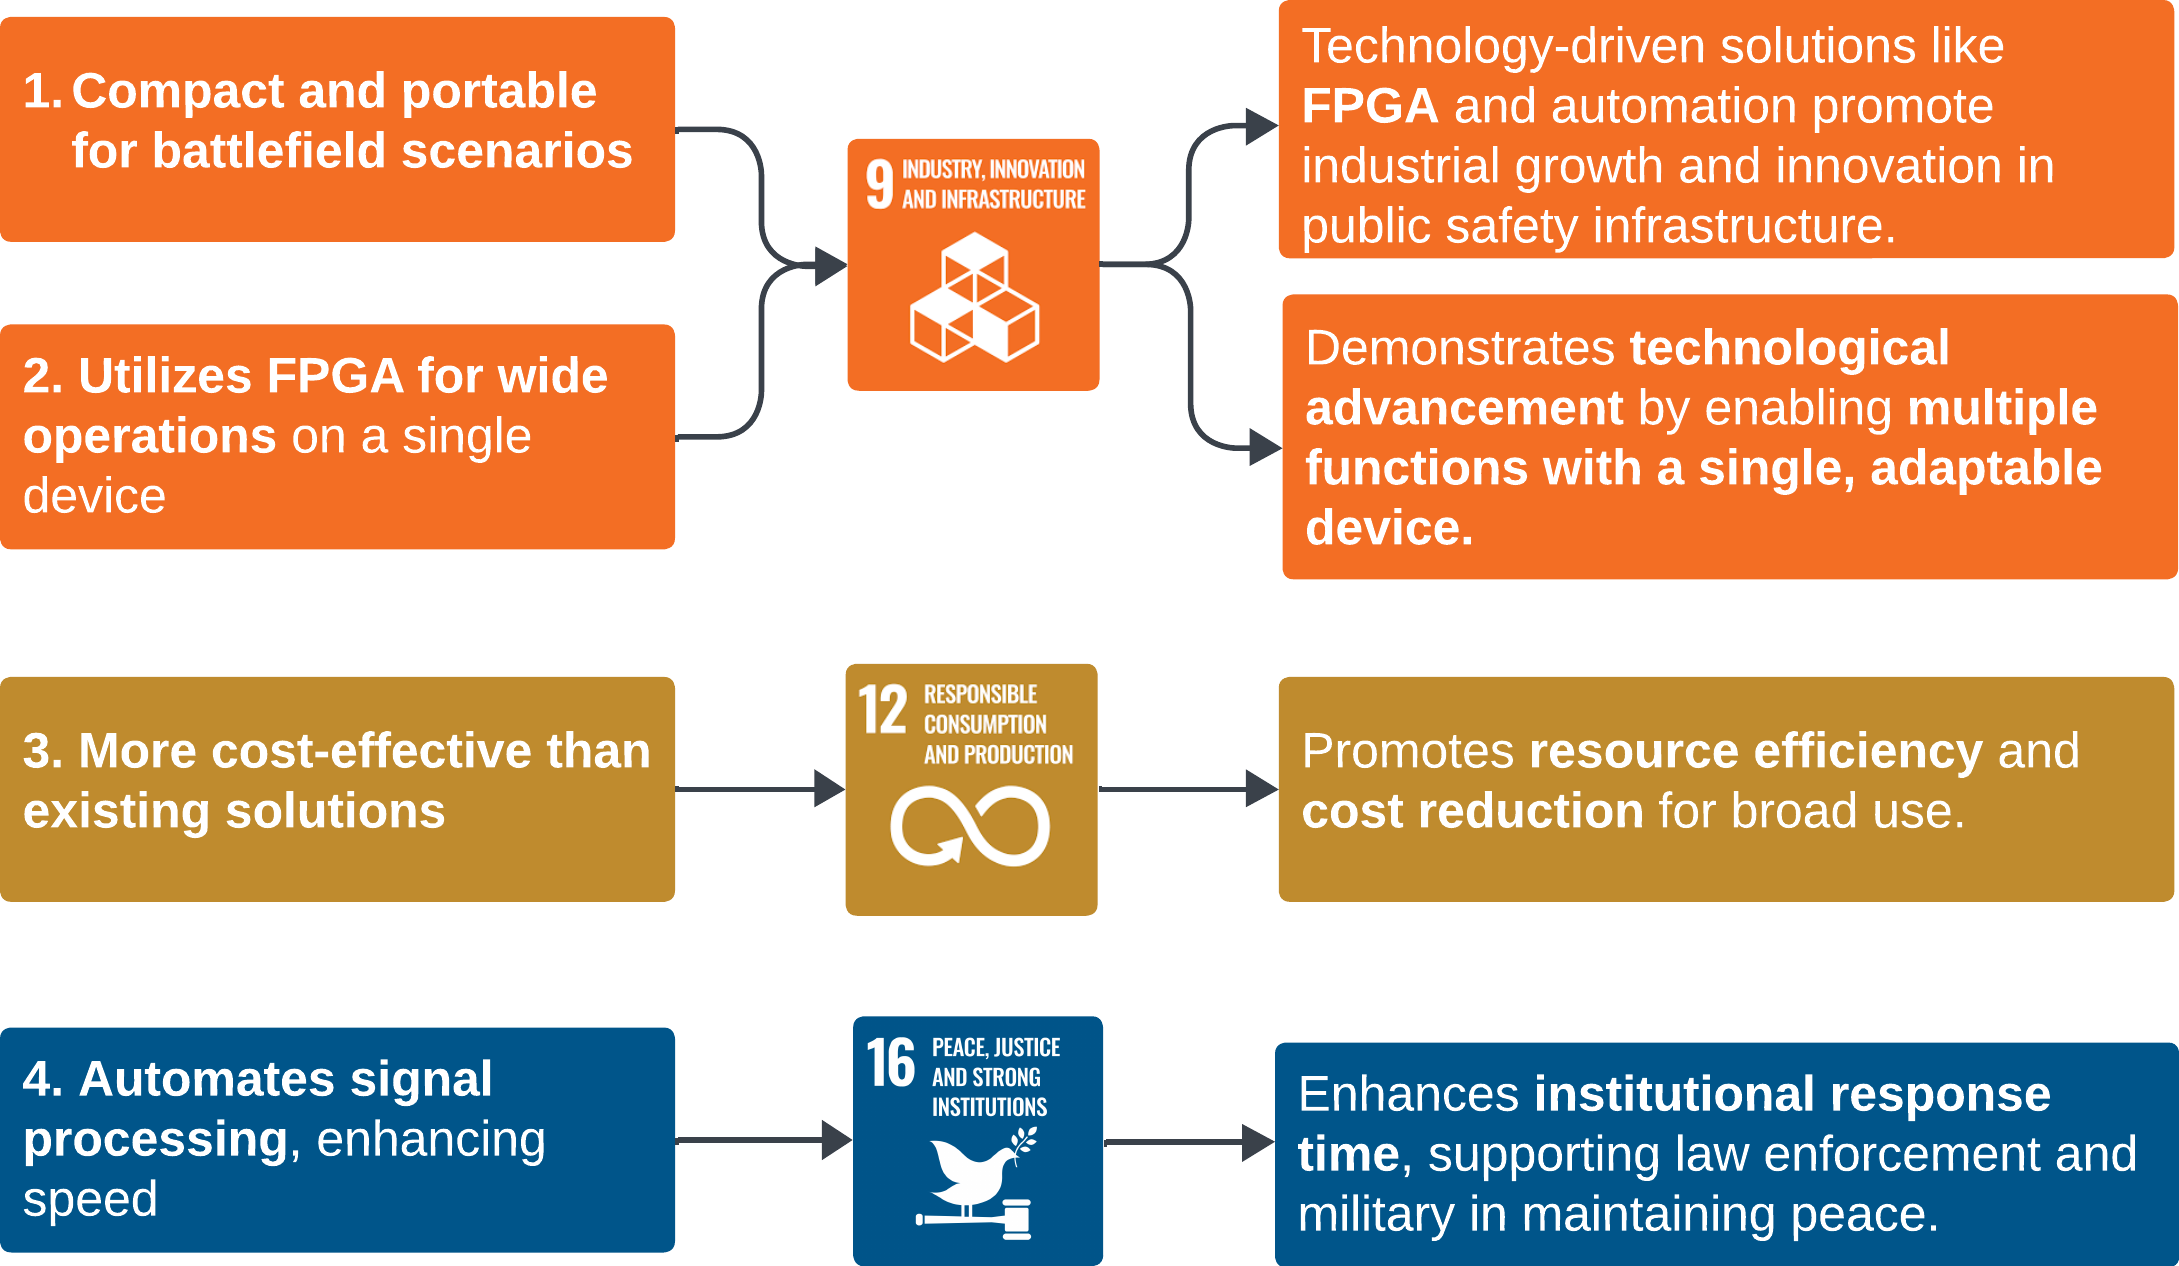 1. Compact and portable
for battlefield scenarios
2. Utilizes FPGA for wide
operations on a single
device
9 INDUSTRY, INNOVATION
AND INFRASTRUCTURE
Technology-driven solutions like
FPGA and automation promote
industrial growth and innovation in
public safety infrastructure.
Demonstrates technological
advancement by enabling multiple
functions with a single, adaptable
device.
3. More cost-effective than
existing solutions
12 RESPONSIBLE
CONSUMPTION
AND PRODUCTION
Promotes resource efficiency and
cost reduction for broad use.
4. Automates signal
processing, enhancing
speed
16 PEACE, JUSTICE
AND STRONG
INSTITUTIONS
Enhances institutional response
time, supporting law enforcement and
military in maintaining peace.